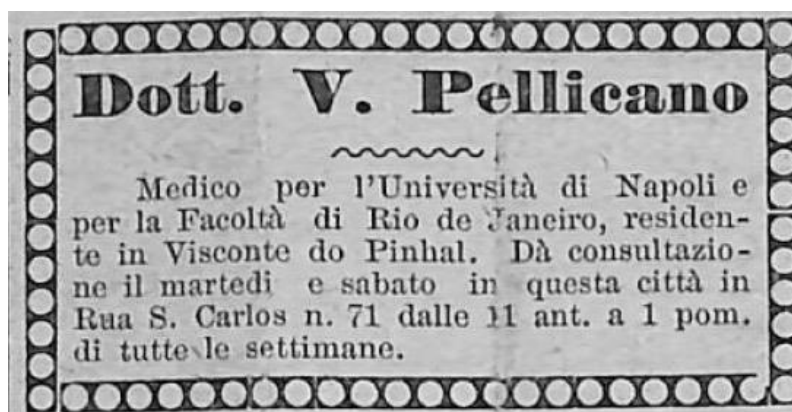 Dott. V. Pellicano
Medico per l'Università di Napoli e
per la Facoltà di Rio de Janeiro, residen-
te in Visconte do Pinhal. Dà consultazio-
ne il martedi e sabato in questa città in
Rua S. Carlos n. 71 dalle 11 ant. a 1 pom.
di tutte le settimane.